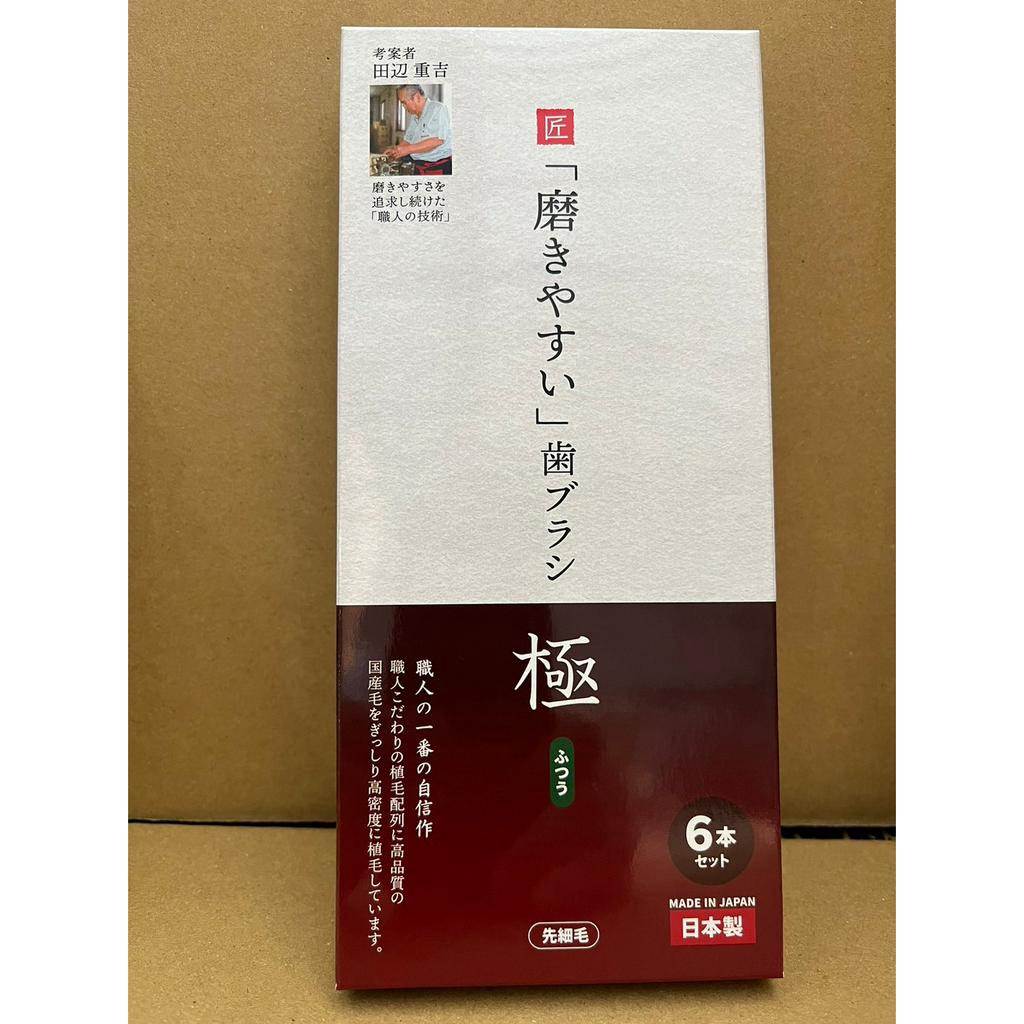 考案者
田辺 重吉
磨きやすさを
追求し続けた
「職人の技術」
匠
「磨きやすい」歯ブラシ
極
ふつう
職人の一番の自信作
職人こだわりの植毛配列に高品質の
国産毛をぎっしり高密度に植毛しています。
6本
セット
MADE IN JAPAN
日本製
先細毛